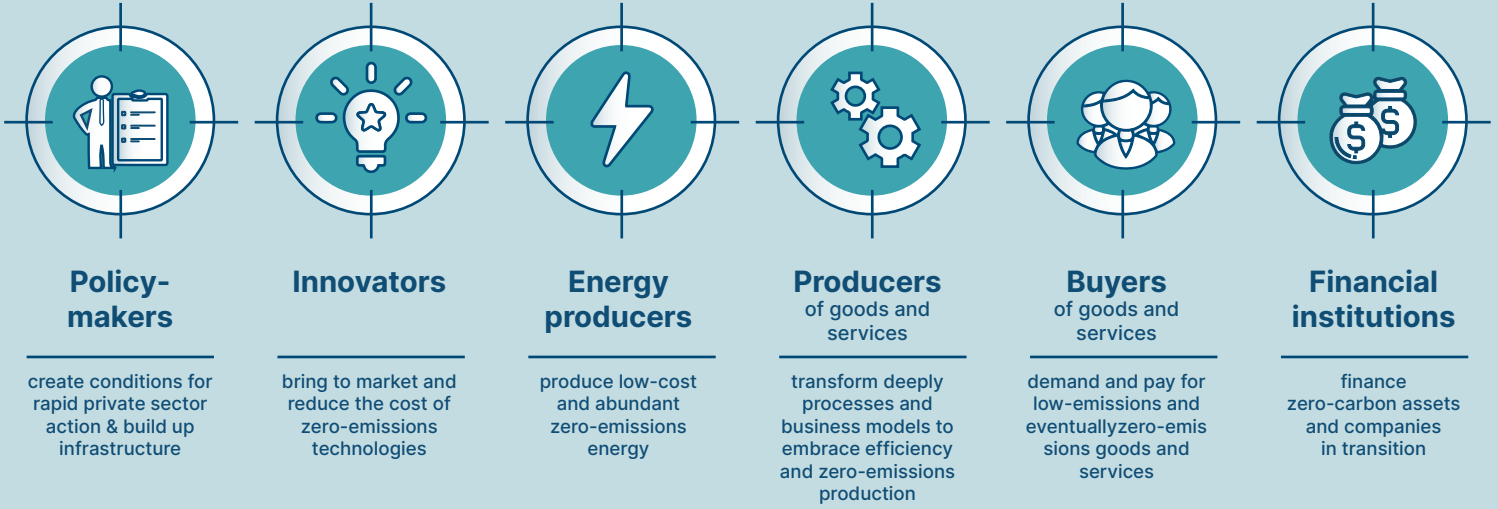 Policy-
makers
create conditions for
rapid private sector
action & build up
infrastructure
Innovators
bring to market and
reduce the cost of
zero-emissions
technologies
Energy
producers
produce low-cost
and abundant
zero-emissions
energy
Producers
of goods and
services
transform deeply
processes and
business models to
embrace efficiency
and zero-emissions
production
Buyers
of goods and
services
demand and pay for
low-emissions and
eventuallyzero-emis
sions goods and
services
Financial
institutions
finance
zero-carbon assets
and companies
in transition
$
$